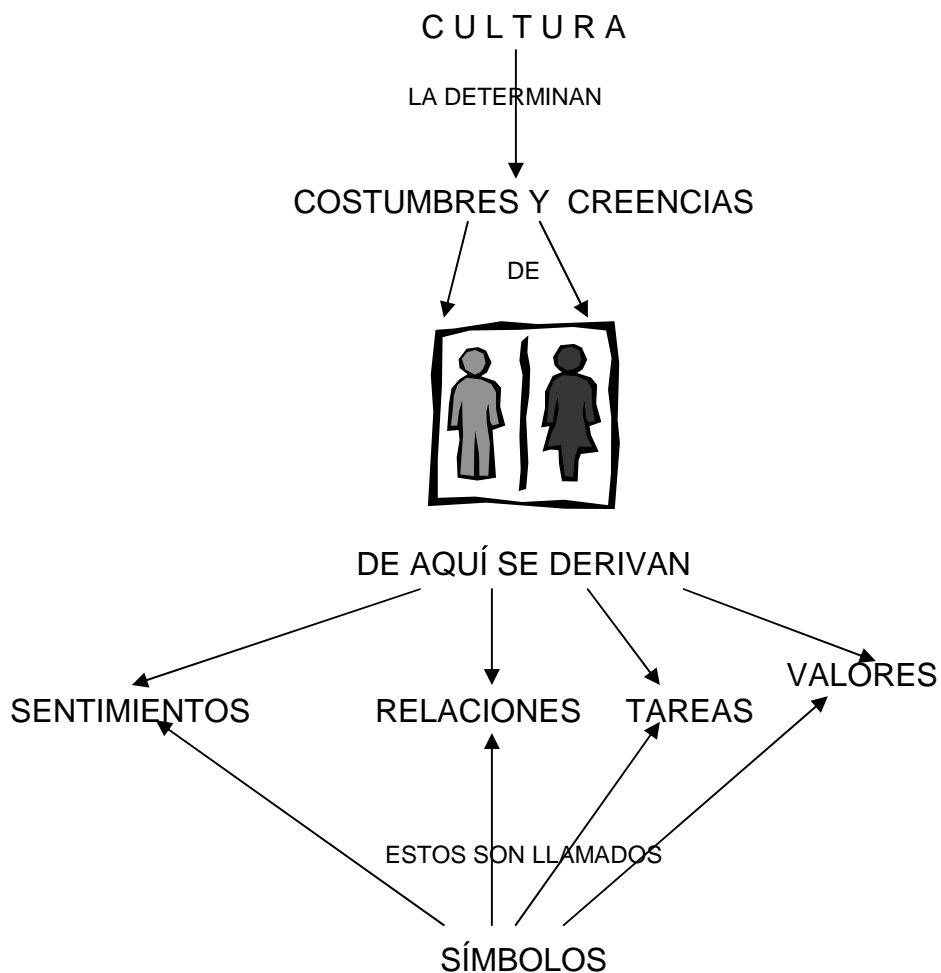 C U L T U R A
LA DETERMINAN
COSTUMBRES Y CREENCIAS
DE
DE AQUÍ SE DERIVAN
VALORES
SENTIMIENTOS RELACIONES TAREAS
ESTOS SON LLAMADOS
SÍMBOLOS